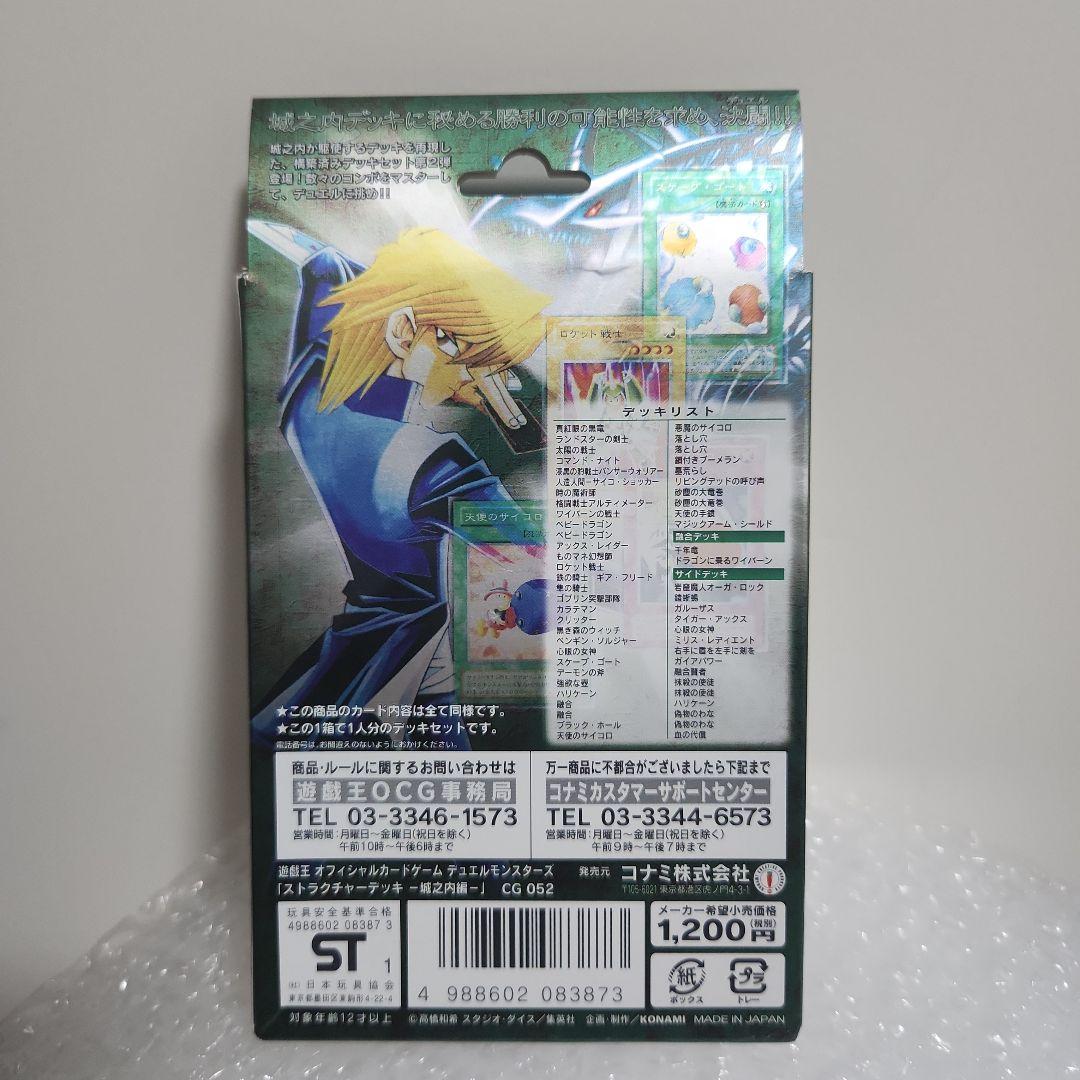 デュエル
城之内デッキに秘める勝利の可能性を求め、決闘!!
城之内が駆使するデッキを再現し
た、構築済みデッキセット第2弾
登場!数々のコンボをマスターし
て、デュエルに挑め!!
スケープ・ゴート
ロケット戦士
天使のサイコロ
デッキリスト
真紅眼の黒竜
ランドスターの剣士
太陽の戦士
コマンド・ナイト
漆黒の豹戦士パンサーウォリアー
人造人間-サイコ・ショッカー
時の魔術師
格闘戦士アルティメーター
ワイバーンの戦士
ベビードラゴン
ベビードラゴン
アックス・レイダー
ものマネ幻想師
ロケット戦士
鉄の騎士 ギア・フリード
隼の騎士
ゴブリン突撃部隊
カラテマン
クリッター
黒き森のウィッチ
ペンギン・ソルジャー
心眼の女神
スケープ・ゴート
デーモンの斧
強欲な壺
ハリケーン
融合
融合
ブラック・ホール
天使のサイコロ
悪魔のサイコロ
落とし穴
落とし穴
鎖付きブーメラン
墓荒らし
リビングデッドの呼び声
砂塵の大竜巻
砂塵の大竜巻
天使の手鏡
マジックアーム・シールド
融合デッキ
千年竜
ドラゴンに乗るワイバーン
サイドデッキ
岩窟魔人オーガ・ロック
鎧蜥蜴
ガルーザス
タイガー・アックス
心眼の女神
ミリス・レディエント
右手に盾を左手に剣を
ガイアパワー
融合賢者
抹殺の使徒
抹殺の使徒
ハリケーン
偽物のわな
偽物のわな
血の代償
★この商品のカード内容は全て同様です。
★この1箱で1人分のデッキセットです。
電話番号は、お間違えのないようにおかけください。
商品・ルールに関するお問い合わせは
遊戯王OCG事務局
TEL 03-3346-1573
営業時間:月曜日〜金曜日(祝日を除く)
午前10時〜午後6時まで
万一商品に不都合がございましたら下記まで
コナミカスタマーサポートセンター
TEL 03-3344-6573
営業時間:月曜日〜金曜日(祝日を除く)
午前9時〜午後7時まで
遊戯王 オフィシャルカードゲーム デュエルモンスターズ
「ストラクチャーデッキ -城之内編-」 CG 052
発売元 コナミ株式会社
〒105-6021 東京都港区虎ノ門4-3-1
玩具安全基準合格
4988602 08387 3
ST 1
(社)日本玩具協会
東京都墨田区東駒形4-22-4
対象年齢12才以上
4 988602 083873
メーカー希望小売価格
1,200円(税別)
紙
ボックス
プラ
トレー
©高橋和希 スタジオ・ダイス/集英社 企画・制作/KONAMI MADE IN JAPAN